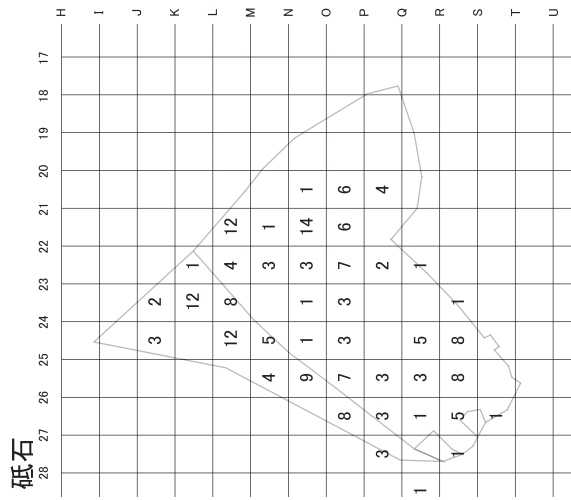 砥石
28 27 26 25 24 23 22 21 20 19 18 17
H
I
J
3 2
K
12 1
L
12 8 4 12
M
4 5 3 1
N
9 1 1 3 14 1
O
8 7 3 3 7 6 6
P
3 3 3 2 4
Q
1 1 3 5 1
R
1 5 8 8 1
S
1
T
U